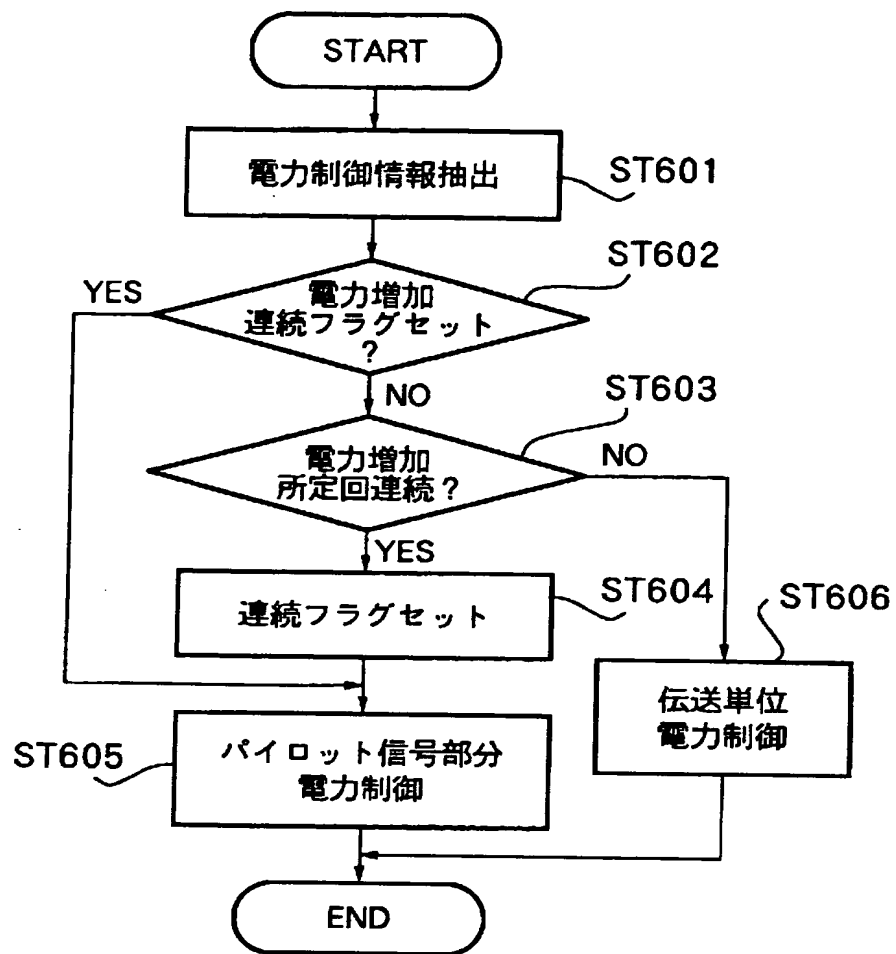 START
電力制御情報抽出
ST601
ST602
YES
電力増加
連続フラグセット
?
NO
ST603
電力増加
所定回連続?
NO
YES
連続フラグセット
ST604
ST606
伝送単位
電力制御
ST605
パイロット信号部分
電力制御
END